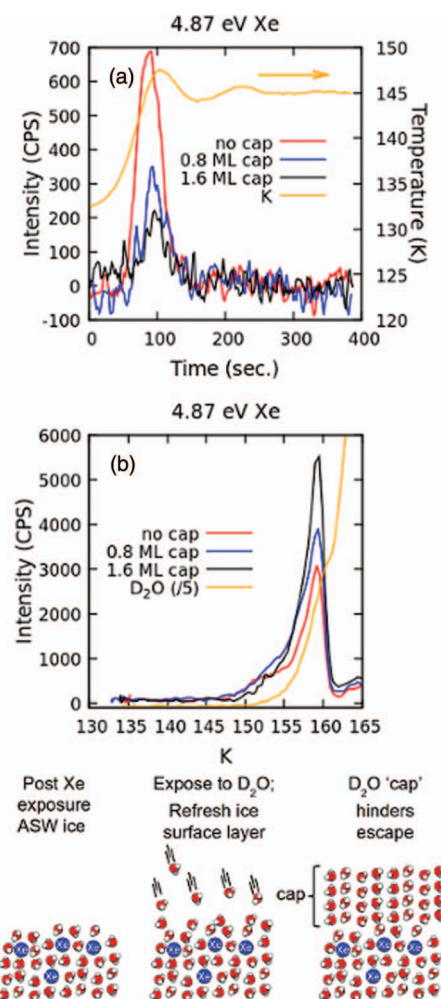 4.87 eV Xe
700
600
500
400
300
200
100
0
-100
150
145
140
135
130
125
120
(a)
no cap
0.8 ML cap
1.6 ML cap
K
Intensity (CPS)
Temperature (K)
0 100 200 300 400
Time (sec.)
4.87 eV Xe
6000
5000
4000
3000
2000
1000
0
(b)
no cap
0.8 ML cap
1.6 ML cap
D₂O (/5)
Intensity (CPS)
130 135 140 145 150 155 160 165
K
Post Xe
exposure
ASW ice
Expose to D₂O;
Refresh ice
surface layer
D₂O 'cap'
hinders
escape
cap
Xe Xe Xe
Xe
Xe Xe Xe
Xe
Xe Xe Xe
Xe